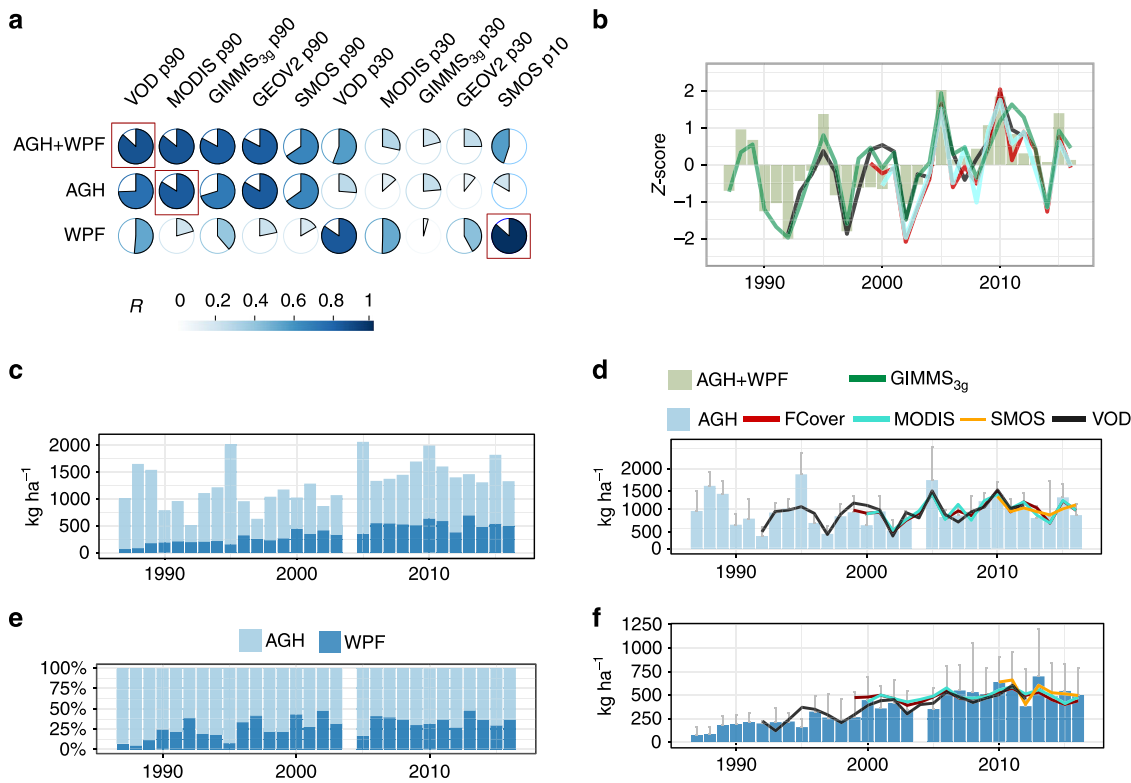 a
VOD p90
MODIS p90
GIMMS3g p90
GEOV2 p90
SMOS p90
VOD p30
MODIS p30
GIMMS3g p30
GEOV2 p30
SMOS p10
AGH+WPF
AGH
WPF
R 0 0.2 0.4 0.6 0.8 1
b
Z-score
2
1
0
−1
−2
1990 2000 2010
c
kg ha−1
2000
1500
1000
500
0
1990 2000 2010
d
AGH+WPF GIMMS3g
AGH FCover MODIS SMOS VOD
kg ha−1
2000
1500
1000
500
0
1990 2000 2010
e
AGH WPF
100%
75%
50%
25%
0%
1990 2000 2010
f
kg ha−1
1250
1000
750
500
250
0
1990 2000 2010